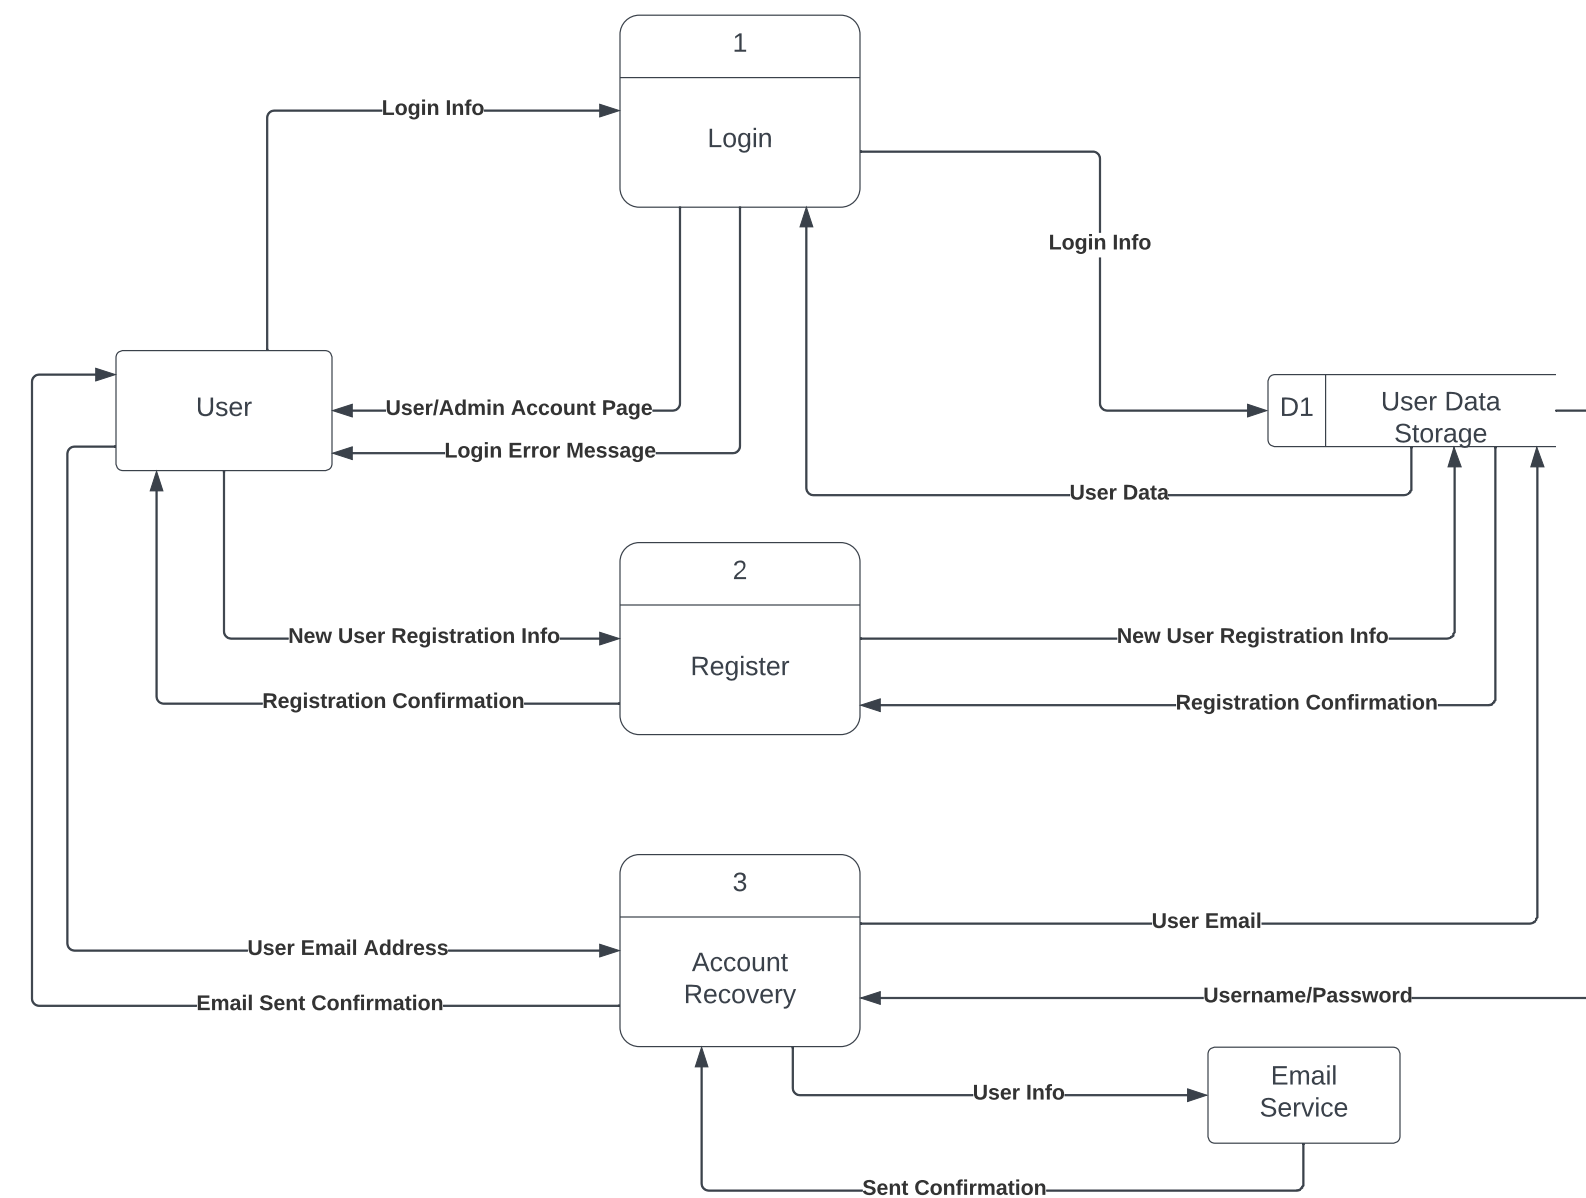 1
Login Info
Login
Login Info
User
User/Admin Account Page
Login Error Message
D1
User Data
Storage
User Data
2
New User Registration Info
New User Registration Info
Register
Registration Confirmation
Registration Confirmation
3
User Email
User Email Address
Account
Recovery
Username/Password
Email Sent Confirmation
Email
Service
User Info
Sent Confirmation